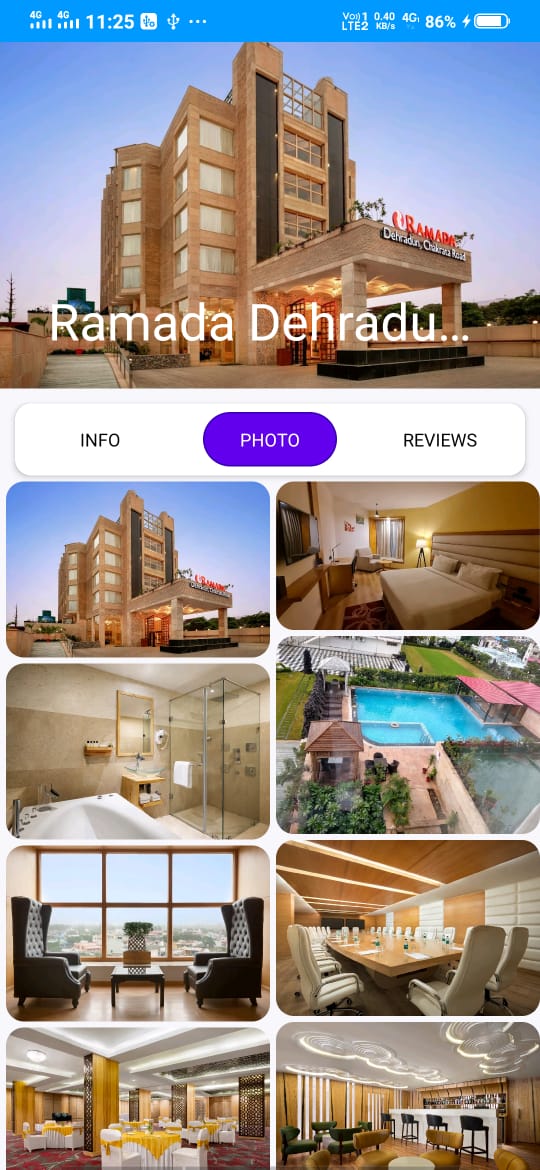 4G 4G 11:25 ... Vo)) 1 LTE2 0.40 KB/s 4G 86%
RAMADA
Dehradun, Chakrata Road
Ramada Dehradu...
INFO PHOTO REVIEWS
RAMADA